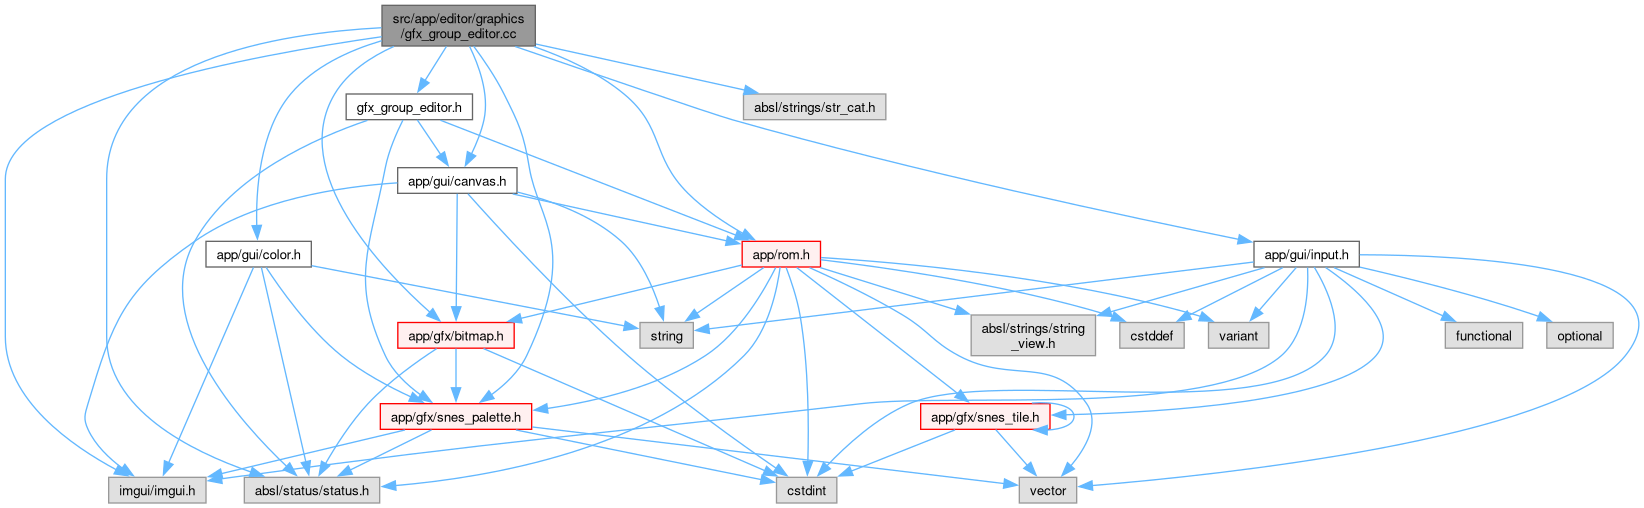 src/app/editor/graphics
/gfx_group_editor.cc
gfx_group_editor.h
absl/strings/str_cat.h
app/gui/canvas.h
app/gui/color.h
app/rom.h
app/gui/input.h
app/gfx/bitmap.h
string
absl/strings/string
_view.h
cstddef
variant
functional
optional
app/gfx/snes_palette.h
app/gfx/snes_tile.h
imgui/imgui.h
absl/status/status.h
cstdint
vector